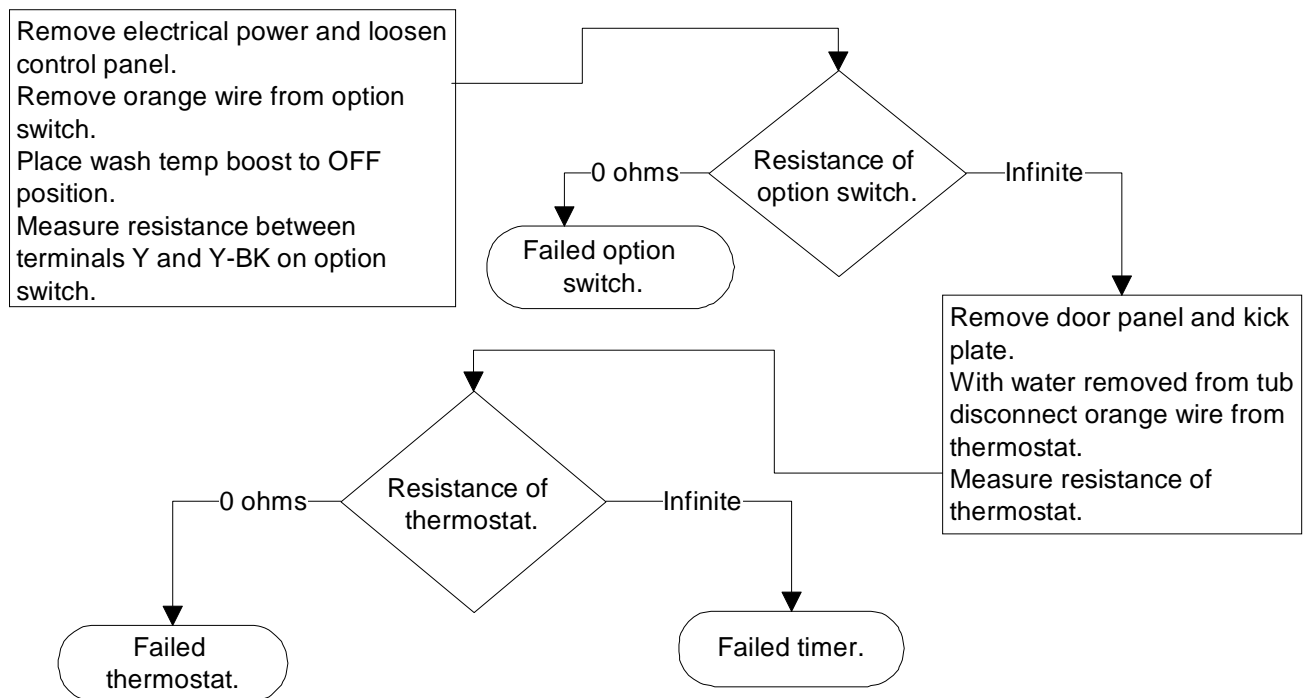 Remove electrical power and loosen
control panel.
Remove orange wire from option
switch.
Place wash temp boost to OFF
position.
Measure resistance between
terminals Y and Y-BK on option
switch.
Resistance of
option switch.
0 ohms
Infinite
Failed option
switch.
Remove door panel and kick
plate.
With water removed from tub
disconnect orange wire from
thermostat.
Measure resistance of
thermostat.
Resistance of
thermostat.
0 ohms
Infinite
Failed
thermostat.
Failed timer.